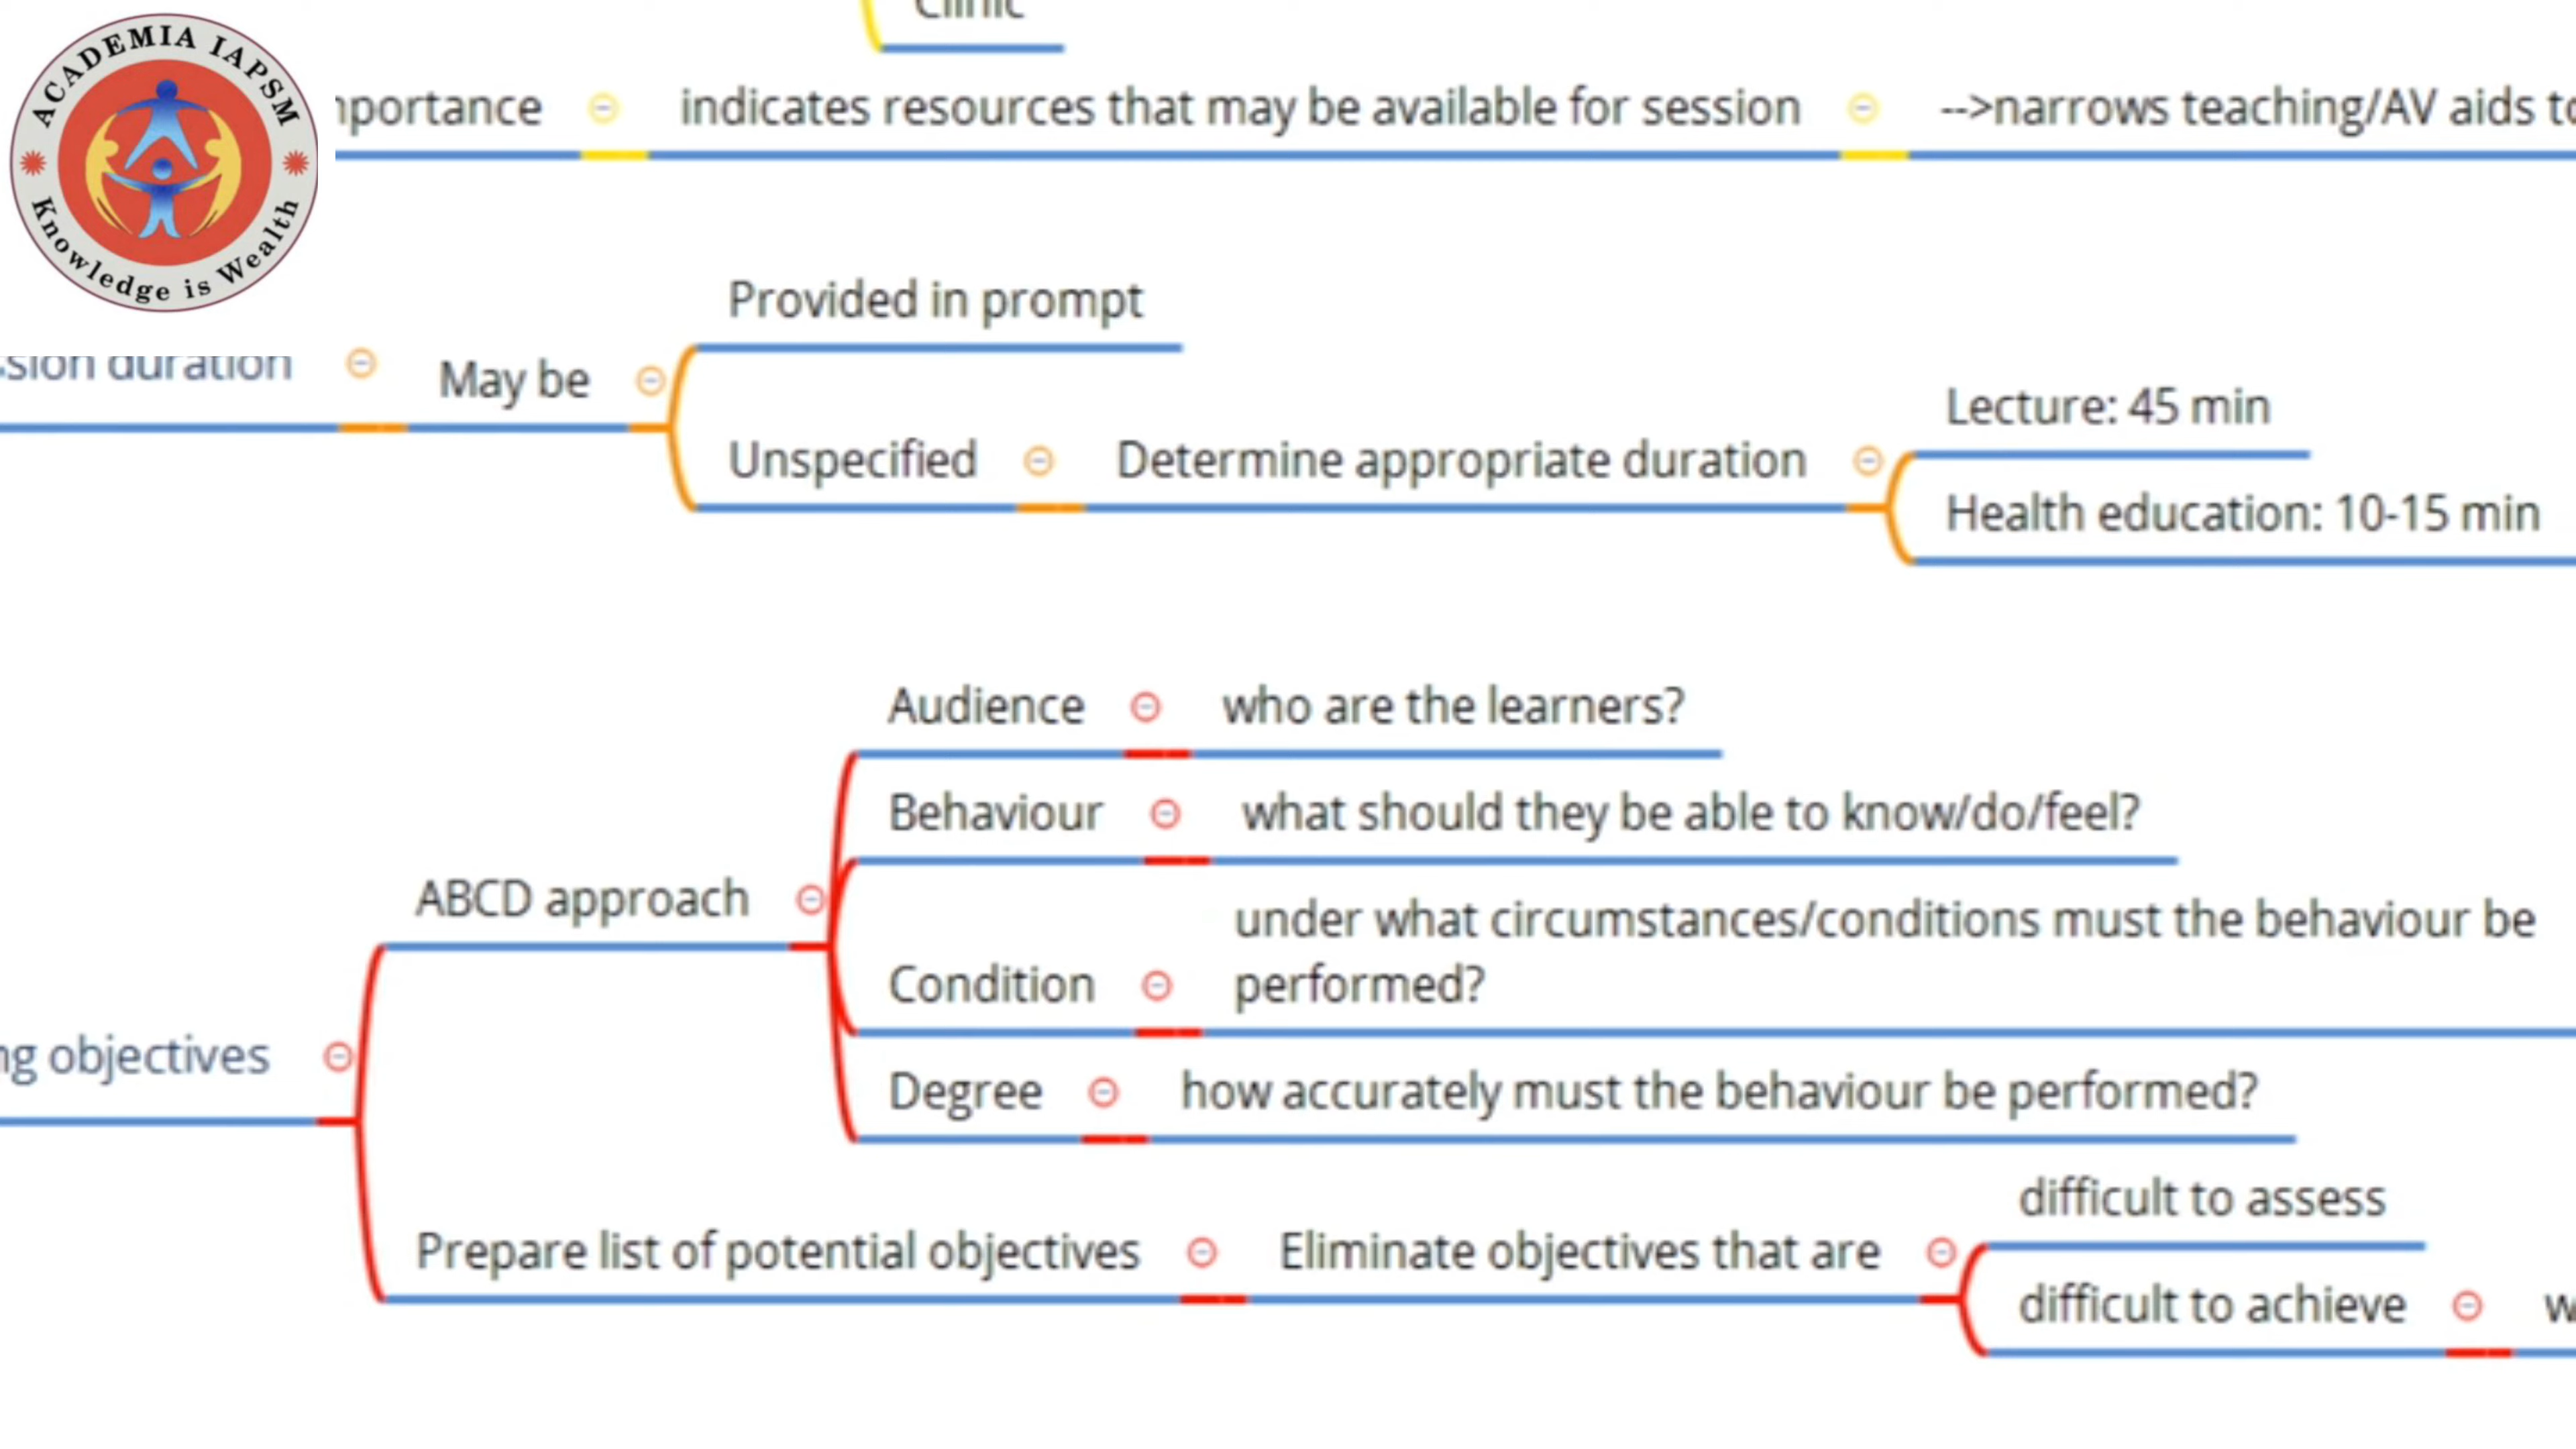 Clinic
ACADEMIA IAPSM
Knowledge is Wealth
mportance indicates resources that may be available for session -->narrows teaching/AV aids to
Provided in prompt
ssion duration May be
Lecture: 45 min
Unspecified Determine appropriate duration
Health education: 10-15 min
Audience who are the learners?
Behaviour what should they be able to know/do/feel?
ABCD approach
under what circumstances/conditions must the behaviour be
Condition performed?
ng objectives
Degree how accurately must the behaviour be performed?
difficult to assess
Prepare list of potential objectives Eliminate objectives that are
difficult to achieve